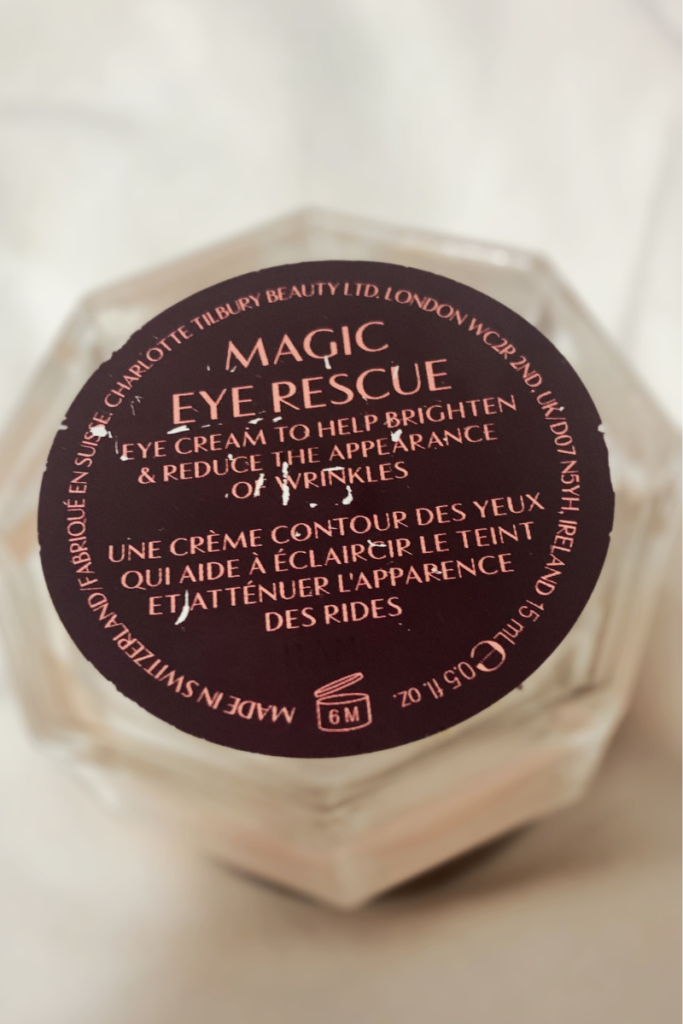 MAGIC
EYE RESCUE
EYE CREAM TO HELP BRIGHTEN
& REDUCE THE APPEARANCE
OF WRINKLES
UNE CRÈME CONTOUR DES YEUX
QUI AIDE À ÉCLAIRCIR LE TEINT
ET ATTÉNUER L'APPARENCE
DES RIDES
MADE IN SWITZERLAND/FABRIQUÉ EN SUISSE. CHARLOTTE TILBURY BEAUTY LTD. LONDON WC2R 2ND UK/D07 N5YH, IRELAND 15 mL ℮ 0.5 fl. oz.
6M